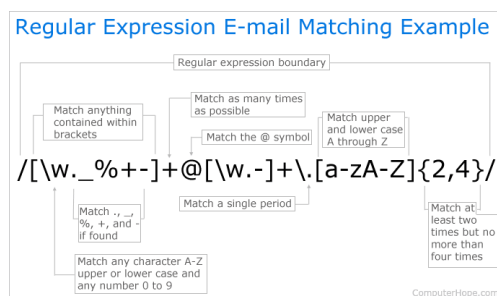 Regular Expression E-mail Matching Example
Regular expression boundary
Match anything
contained within
brackets
Match as many times
as possible
Match the @ symbol
Match upper
and lower case
A through Z
/[\w._%+-]+@[\w.-]+\.[a-zA-Z]{2,4}/
Match ., _,
%, +, and -
if found
Match a single period
Match at
least two
times but no
more than
four times
Match any character A-Z
upper or lower case and
any number 0 to 9
ComputerHope.com